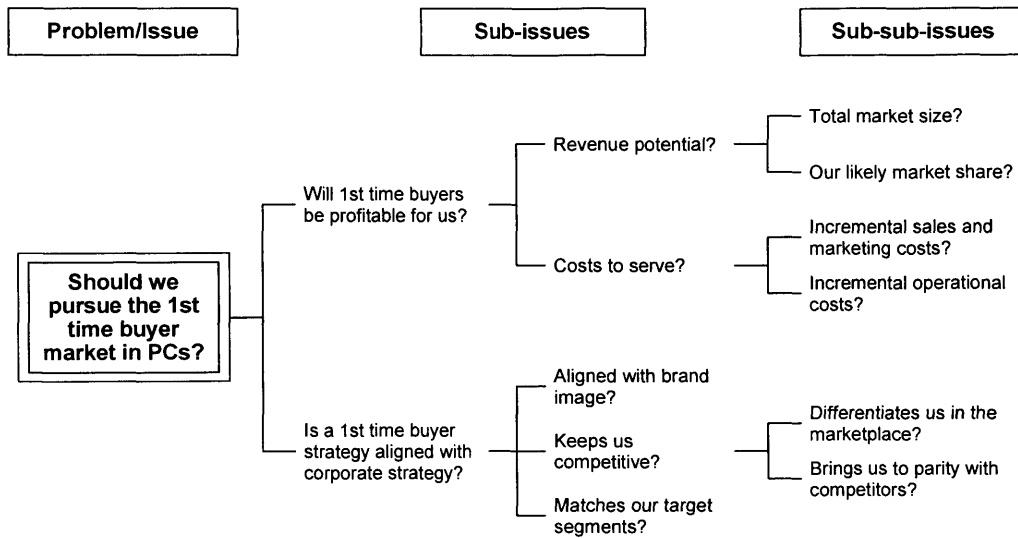 Problem/Issue
Sub-issues
Sub-sub-issues
Should we
pursue the 1st
time buyer
market in PCs?
Will 1st time buyers
be profitable for us?
Revenue potential?
Total market size?
Our likely market share?
Costs to serve?
Incremental sales and
marketing costs?
Incremental operational
costs?
Is a 1st time buyer
strategy aligned with
corporate strategy?
Aligned with brand
image?
Keeps us
competitive?
Differentiates us in the
marketplace?
Brings us to parity with
competitors?
Matches our target
segments?